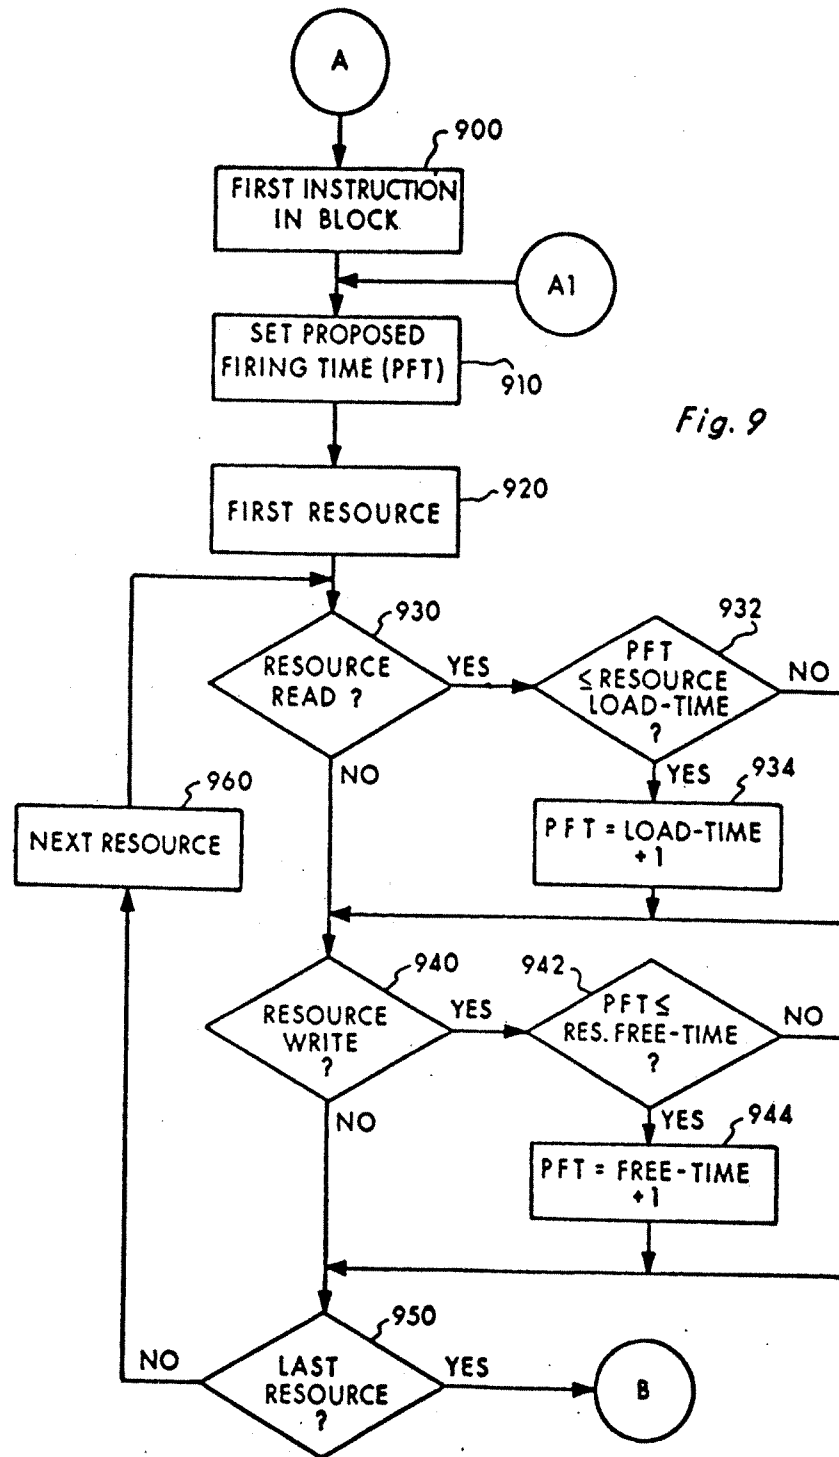 A
900
FIRST INSTRUCTION
IN BLOCK
A1
SET PROPOSED
FIRING TIME (PFT)
910
Fig. 9
920
FIRST RESOURCE
930
RESOURCE
READ ?
YES
NO
932
PFT
≤ RESOURCE
LOAD-TIME
?
NO
YES
934
PFT = LOAD-TIME
+1
960
NEXT RESOURCE
940
RESOURCE
WRITE
?
YES
NO
942
PFT ≤
RES. FREE-TIME
?
NO
YES
944
PFT = FREE-TIME
+1
950
LAST
RESOURCE
?
NO
YES
B